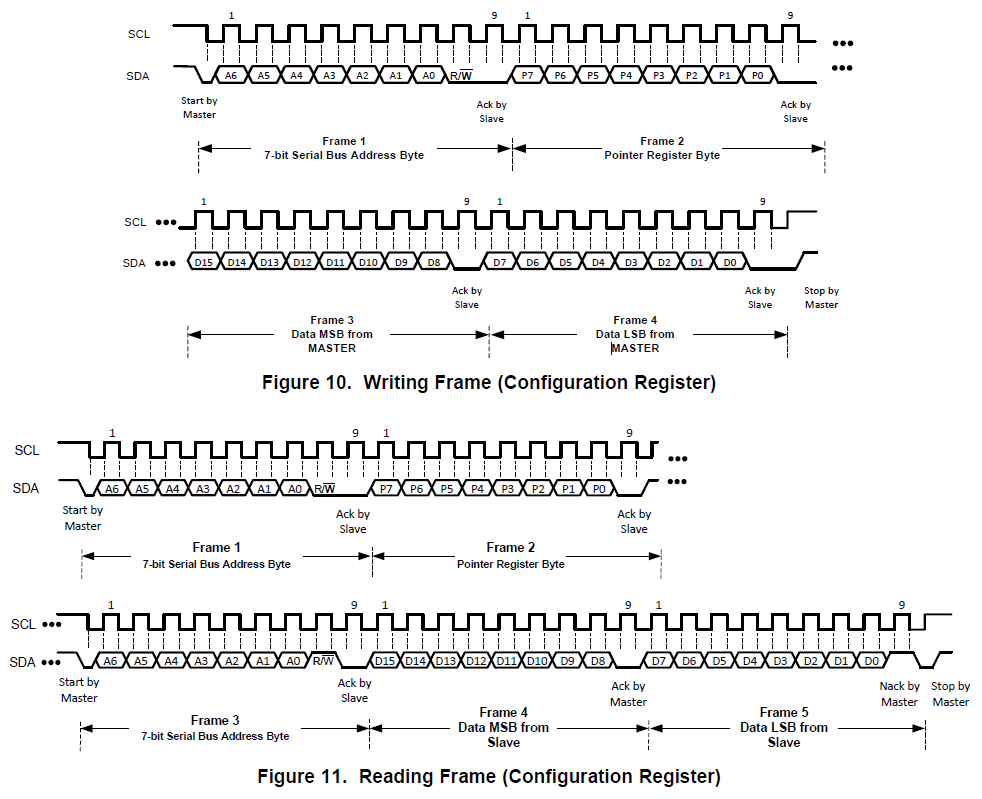 1 9 1 9
SCL •••
SDA A6 A5 A4 A3 A2 A1 A0 R/W̅ P7 P6 P5 P4 P3 P2 P1 P0 •••
Start by Master Ack by Slave Ack by Slave
Frame 1 Frame 2
7-bit Serial Bus Address Byte Pointer Register Byte
1 9 1 9
SCL •••
SDA ••• D15 D14 D13 D12 D11 D10 D9 D8 D7 D6 D5 D4 D3 D2 D1 D0
Ack by Slave Ack by Slave Stop by Master
Frame 3 Frame 4
Data MSB from Data LSB from
MASTER MASTER
Figure 10. Writing Frame (Configuration Register)
1 9 1 9
SCL •••
SDA A6 A5 A4 A3 A2 A1 A0 R/W̅ P7 P6 P5 P4 P3 P2 P1 P0 •••
Start by Master Ack by Slave Ack by Slave
Frame 1 Frame 2
7-bit Serial Bus Address Byte Pointer Register Byte
1 9 1 9 1 9
SCL •••
SDA ••• A6 A5 A4 A3 A2 A1 A0 R/W̅ D15 D14 D13 D12 D11 D10 D9 D8 D7 D6 D5 D4 D3 D2 D1 D0
Start by Master Ack by Slave Ack by Master Nack by Master Stop by Master
Frame 3 Frame 4 Frame 5
7-bit Serial Bus Address Byte Data MSB from Data LSB from
Slave Slave
Figure 11. Reading Frame (Configuration Register)